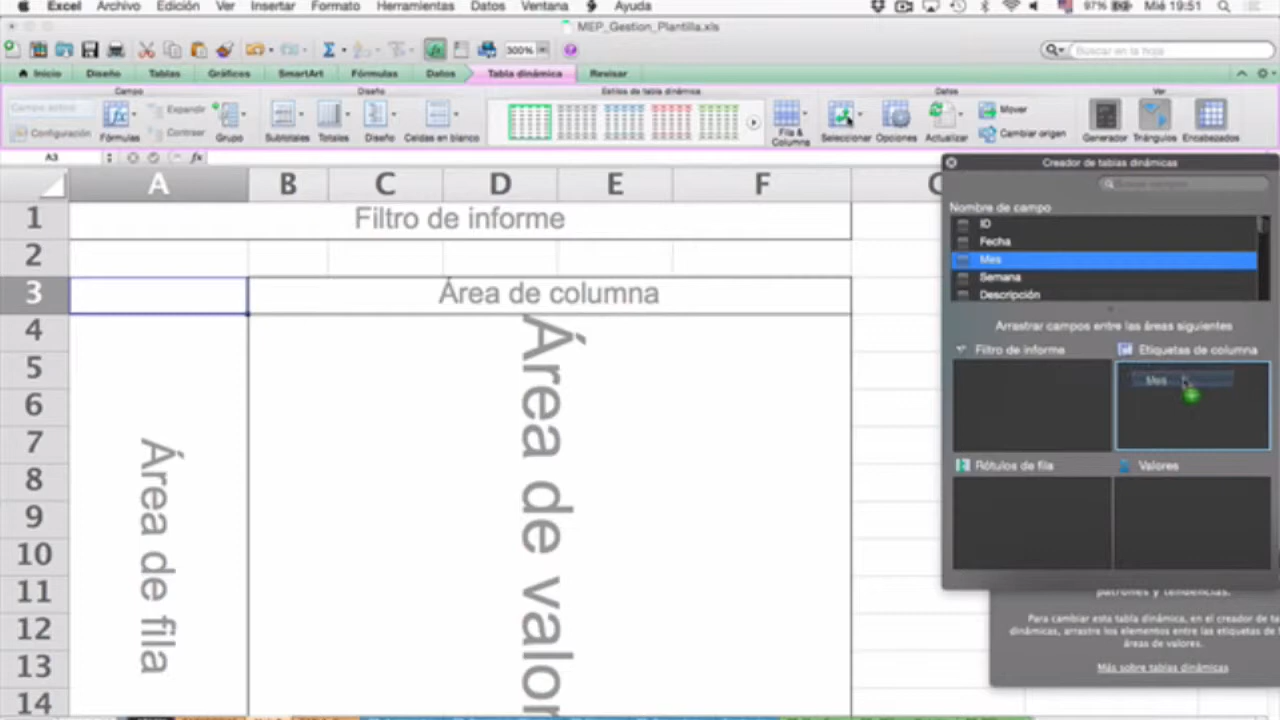 Excel Archivo Edición Ver Insertar Formato Herramientas Datos Ventana Ayuda 97% Mié 19:51
MEP_Gestion_Plantilla.xls
300% Buscar en la hoja
Inicio Diseño Tablas Gráficos SmartArt Fórmulas Datos Tabla dinámica Revisar
Campo Diseño Estilos de tabla dinámica Datos Ver
Campo activo Expandir Mover
Configuración Contraer Cambiar origen
Fórmulas Grupo Subtotales Totales Diseño Celdas en blanco Fila & Columna Seleccionar Opciones Actualizar Generador Triángulos Encabezados
A3 fx
Creador de tablas dinámicas
A B C D E F
Nombre de campo
ID
Fecha
Mes
Semana
Descripción
Arrastrar campos entre las áreas siguientes
Filtro de informe Etiquetas de columna
Mes
Rótulos de fila Valores
1 Filtro de informe
2
3 Área de columna
4
5
6
7
8
9
10
11
12
13
14
Área de fila
Área de valor
patrones y tendencias.
Para cambiar esta tabla dinámica, en el creador de ta
dinámicas, arrastre los elementos entre las etiquetas de
áreas de valores.
Más sobre tablas dinámicas